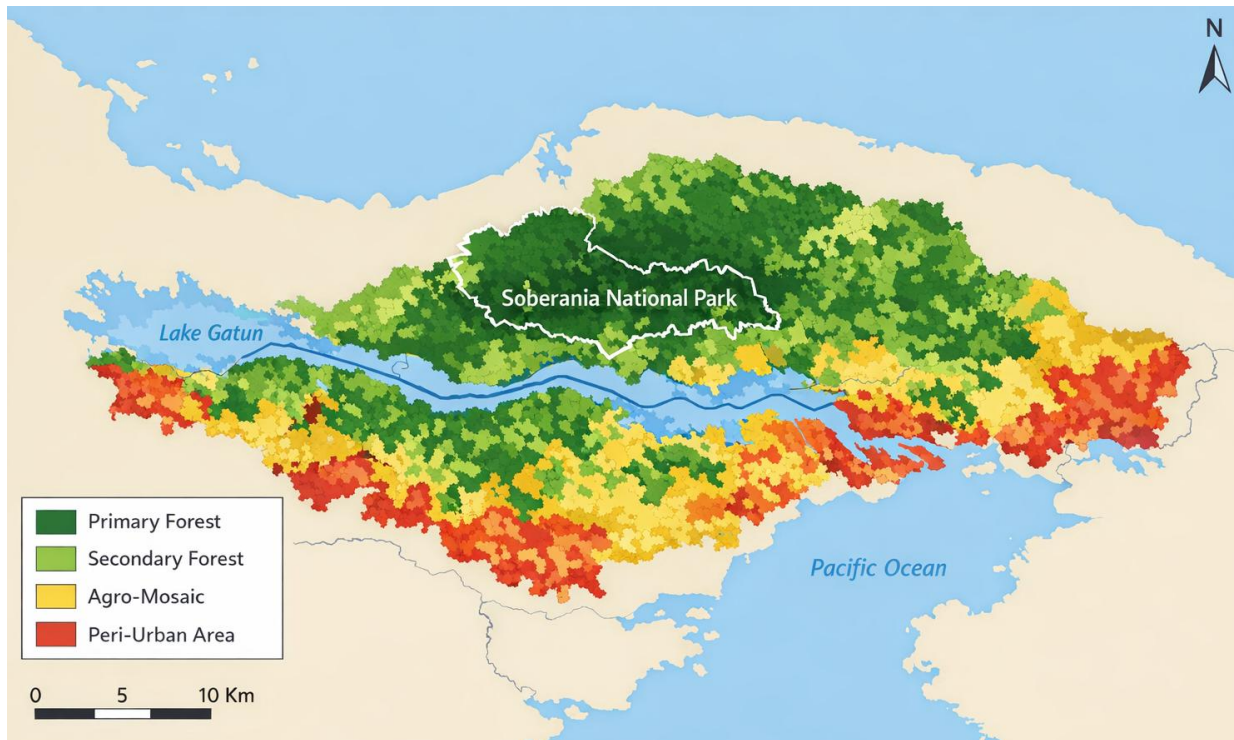 N
Soberania National Park
Lake Gatun
Primary Forest
Secondary Forest
Agro-Mosaic
Peri-Urban Area
Pacific Ocean
0 5 10 Km